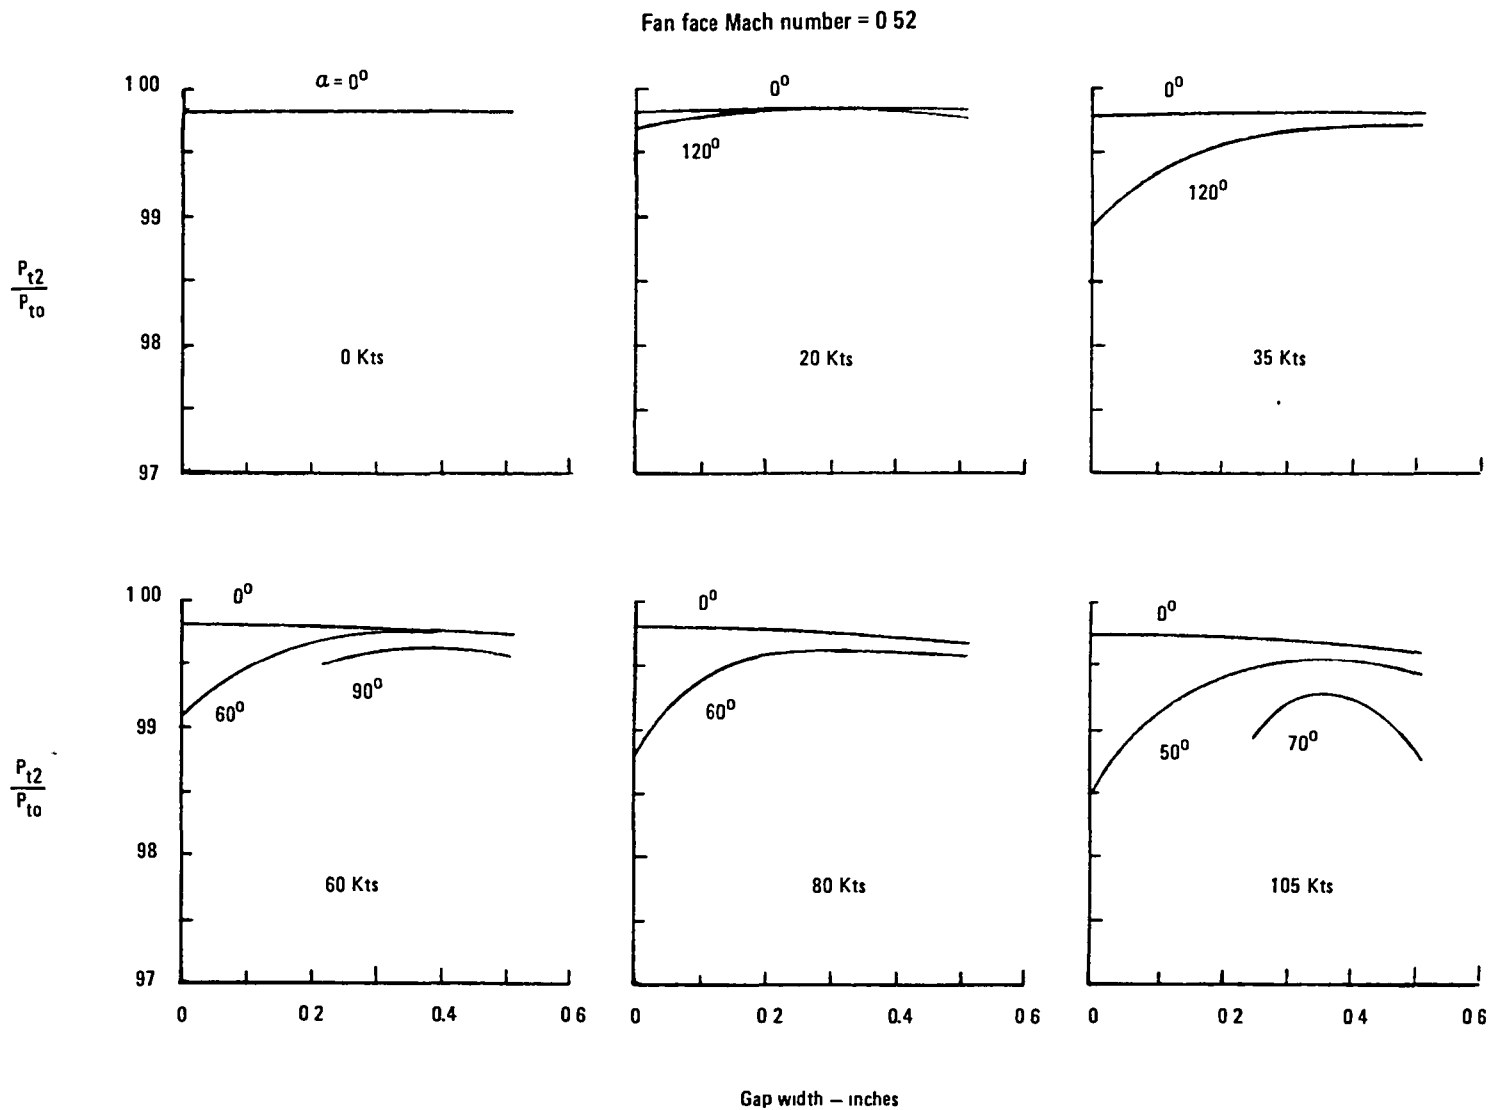 Fan face Mach number = 0 52
1 00
99
98
97
P_t2
P_to
α = 0⁰
0 Kts
0⁰
120⁰
20 Kts
0⁰
120⁰
35 Kts
1 00
99
98
97
P_t2
P_to
0⁰
60⁰
90⁰
60 Kts
0 0 2 0.4 0 6
0⁰
60⁰
80 Kts
0 0 2 0 4 0 6
0⁰
50⁰
70⁰
105 Kts
0 0 2 0 4 0 6
Gap width – inches